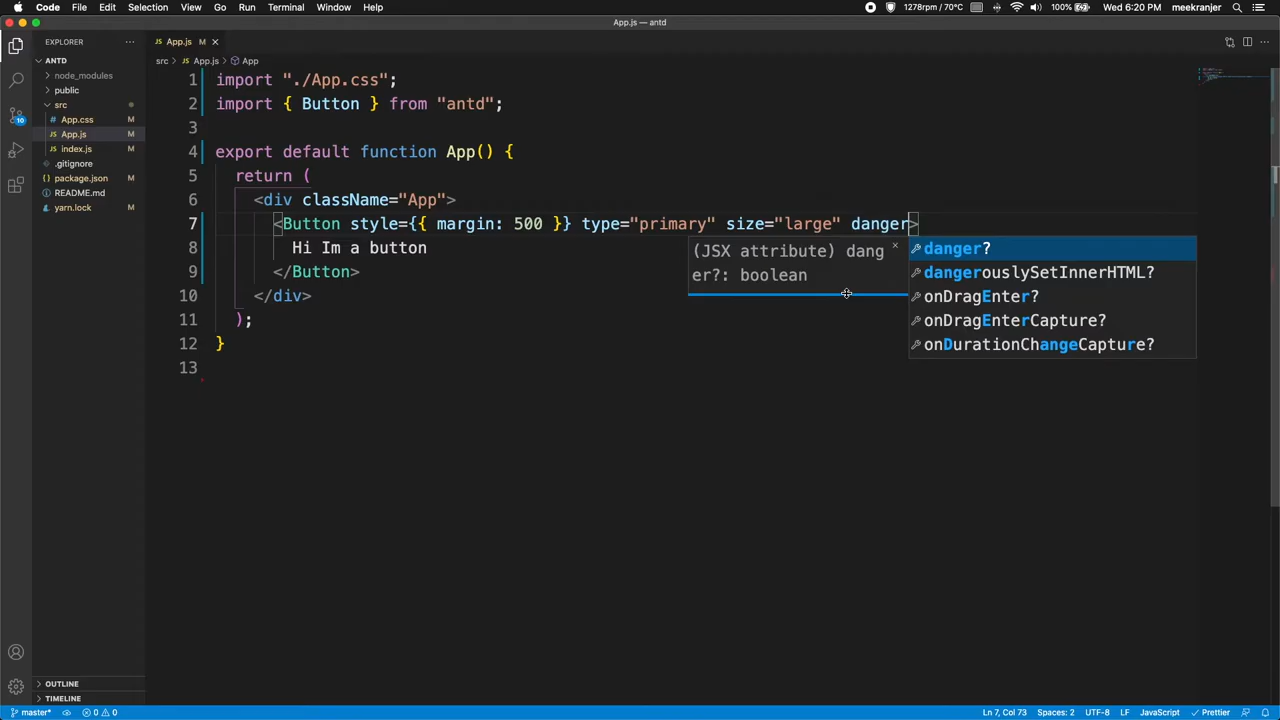 Code File Edit Selection View Go Run Terminal Window Help 1278rpm / 70°C 100% Wed 6:20 PM meekranjer
App.js — antd
EXPLORER
App.js M
ANTD
node_modules
public
src
App.css M
App.js M
index.js M
.gitignore
package.json M
README.md
yarn.lock M
10
OUTLINE
TIMELINE
src > App.js > App
1 import "./App.css";
2 import { Button } from "antd";
3
4 export default function App() {
5 return (
6 <div className="App">
7 <Button style={{ margin: 500 }} type="primary" size="large" danger>
8 Hi Im a button
9 </Button>
10 </div>
11 );
12 }
13
(JSX attribute) dang
er?: boolean
danger?
dangerouslySetInnerHTML?
onDragEnter?
onDragEnterCapture?
onDurationChangeCapture?
master* 0 0 Ln 7, Col 73 Spaces: 2 UTF-8 LF JavaScript Prettier